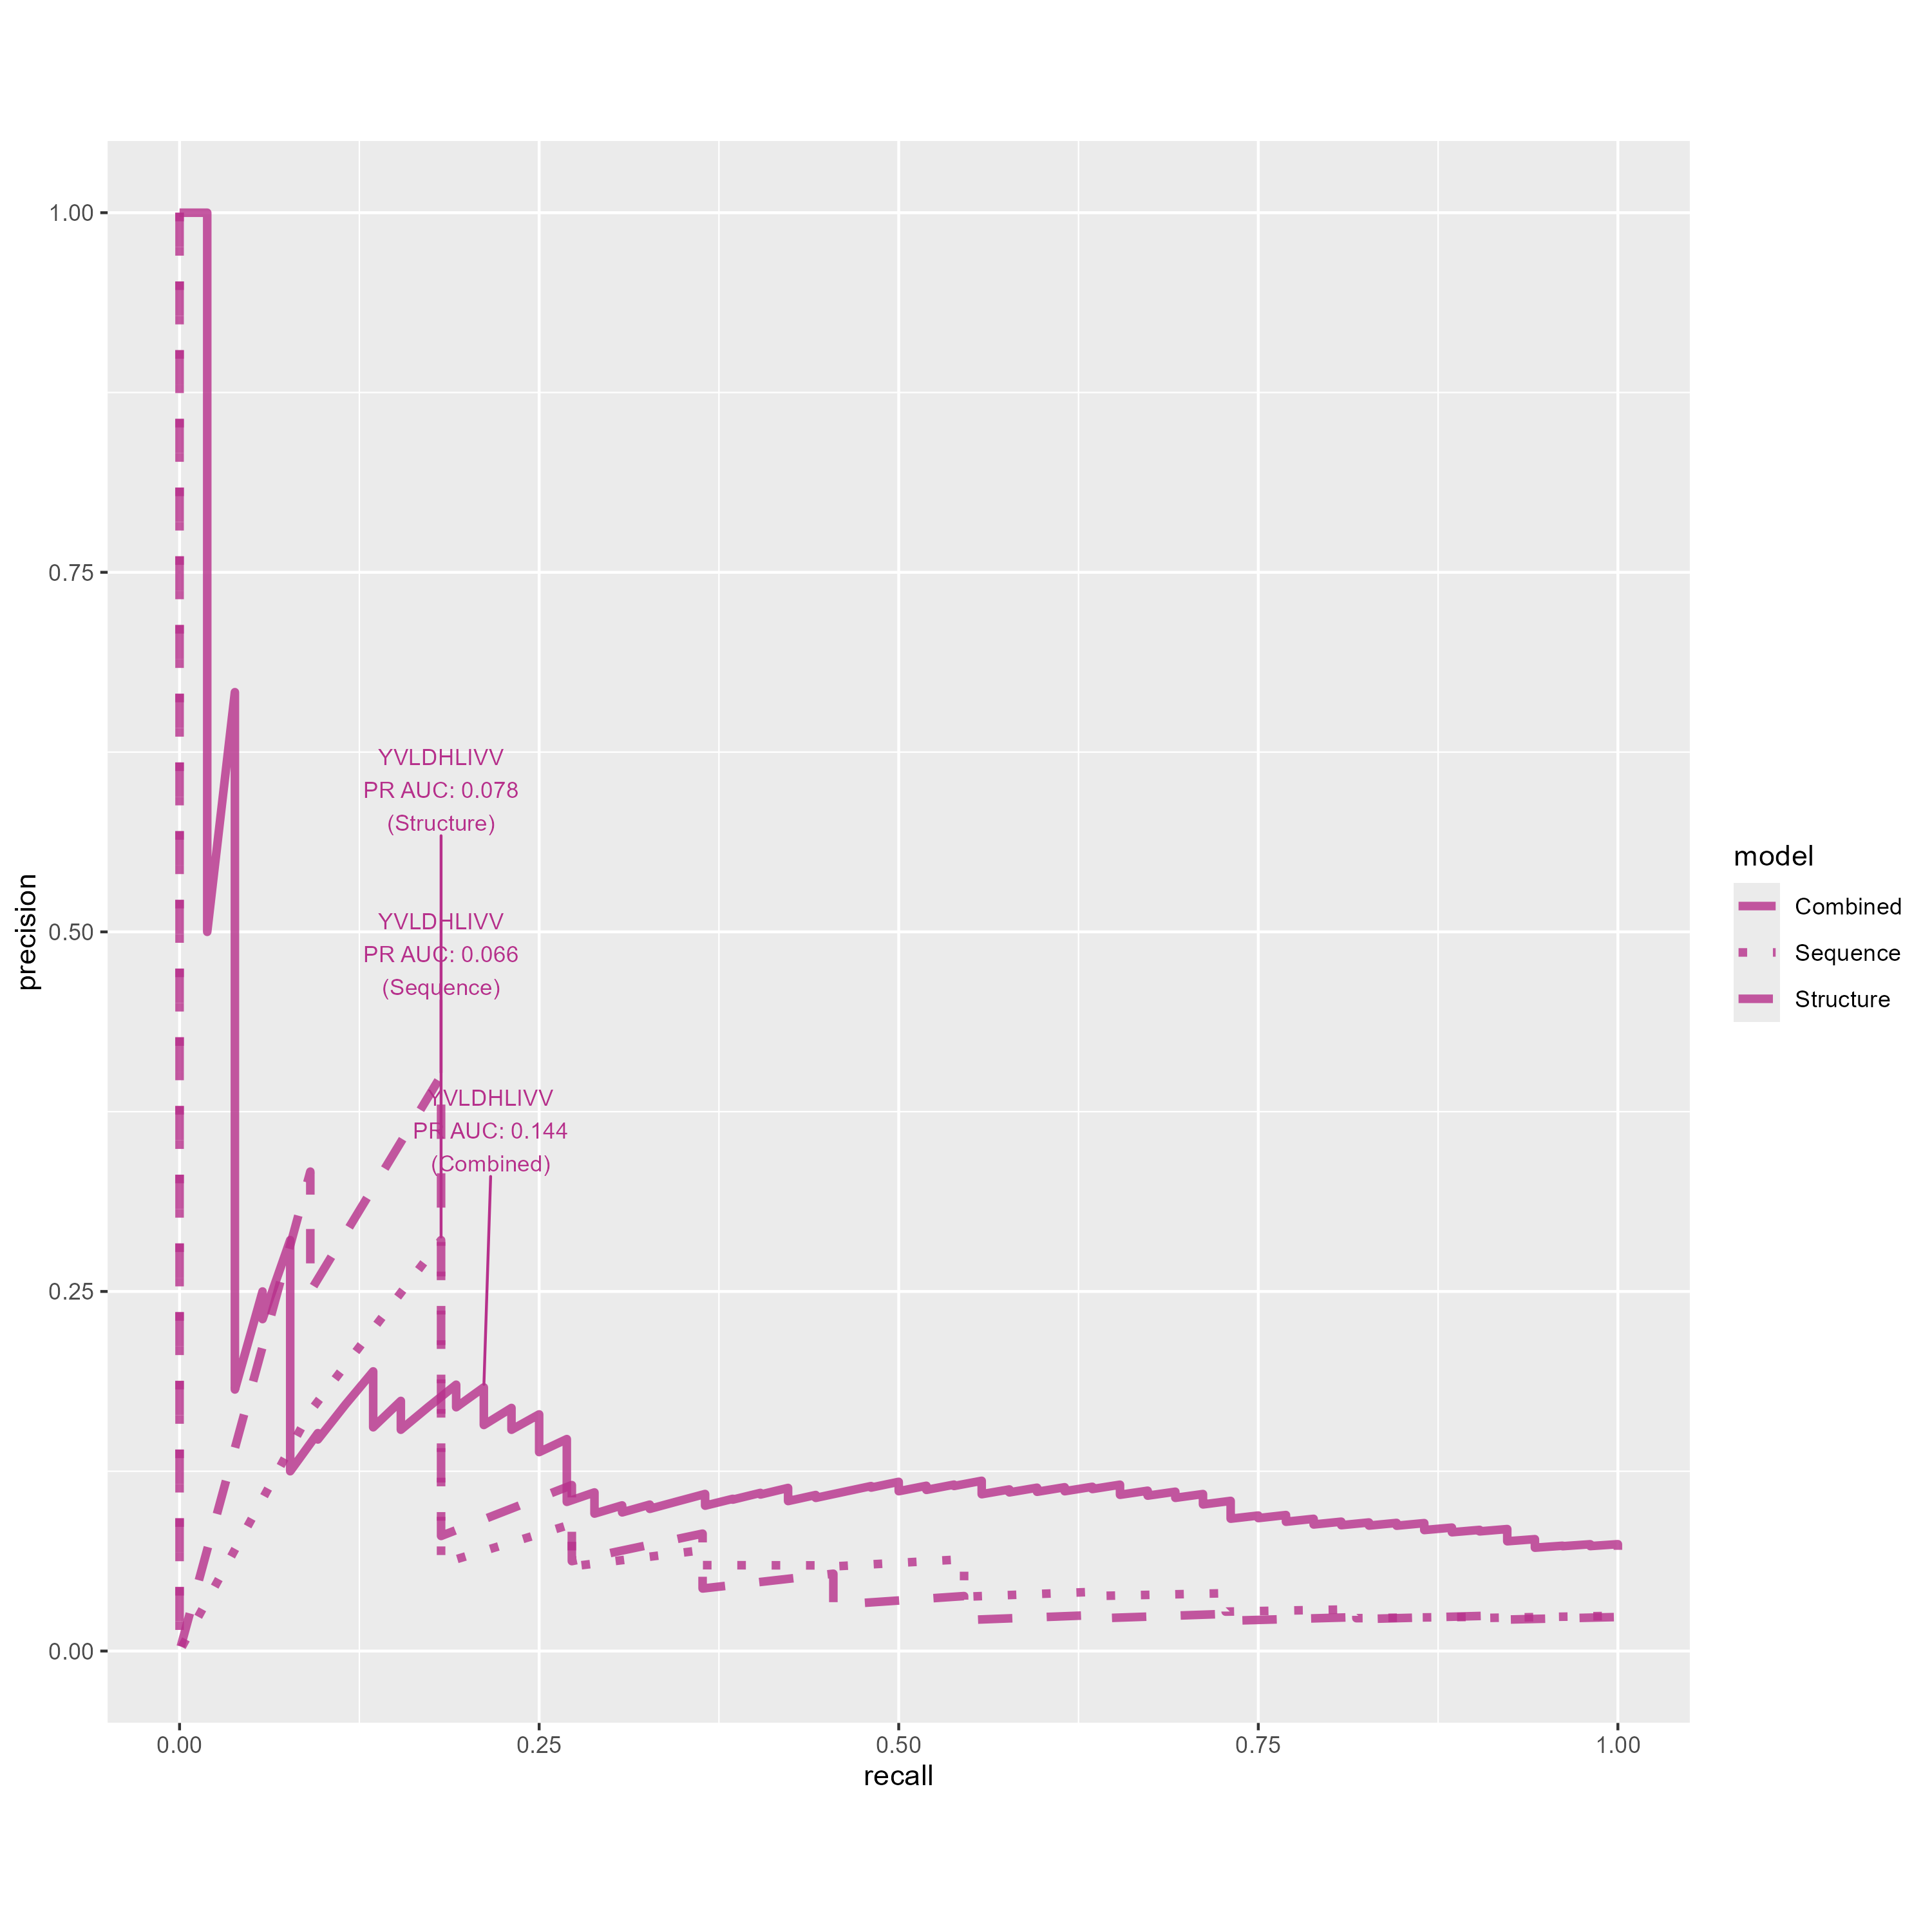 1.00
0.75
0.50
0.25
0.00
precision
YVLDHLIVV
PR AUC: 0.078
(Structure)
YVLDHLIVV
PR AUC: 0.066
(Sequence)
YVLDHLIVV
PR AUC: 0.144
(Combined)
0.00
0.25
0.50
0.75
1.00
recall
model
Combined
Sequence
Structure